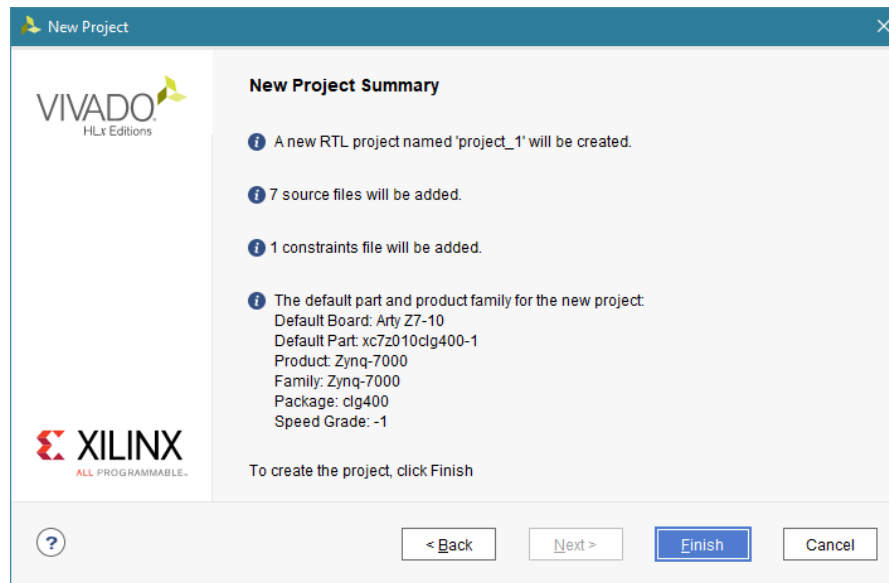 New Project
VIVADO.
HLx Editions
New Project Summary
A new RTL project named 'project_1' will be created.
7 source files will be added.
1 constraints file will be added.
The default part and product family for the new project:
Default Board: Arty Z7-10
Default Part: xc7z010clg400-1
Product: Zynq-7000
Family: Zynq-7000
Package: clg400
Speed Grade: -1
XILINX
ALL PROGRAMMABLE™
To create the project, click Finish
?
< Back
Next >
Finish
Cancel